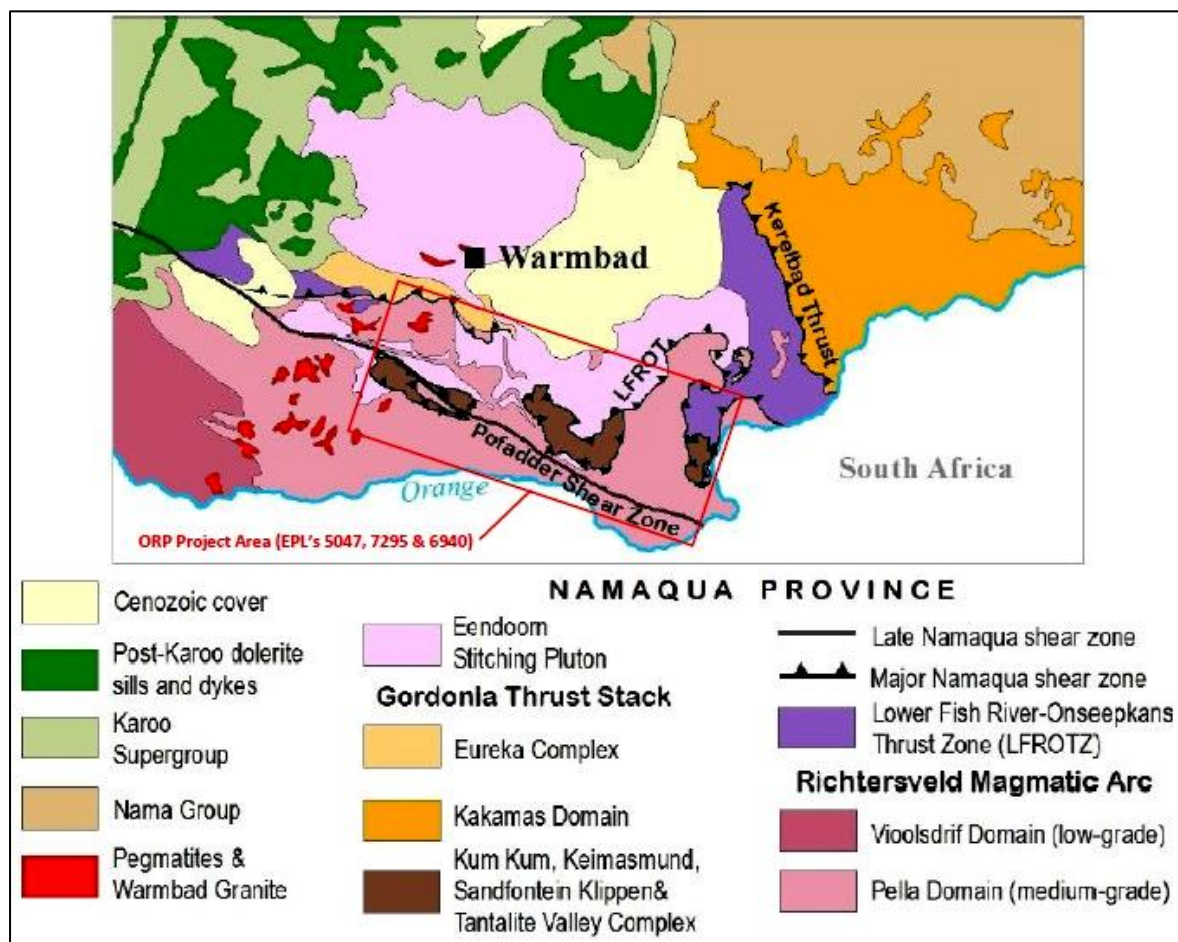 Warmbad
Kerelbad Thrust
LFROT
Pofadder Shear Zone
Orange
South Africa
ORP Project Area (EPL's 5047, 7295 & 6940)
Cenozoic cover
Post-Karoo dolerite
sills and dykes
Karoo
Supergroup
Nama Group
Pegmatites &
Warmbad Granite
NAMAQUA PROVINCE
Eendoorn
Stitching Pluton
Gordonia Thrust Stack
Eureka Complex
Kakamas Domain
Kum Kum, Keimasmund,
Sandfontein Klippen&
Tantalite Valley Complex
Late Namaqua shear zone
Major Namaqua shear zone
Lower Fish River-Onseepkans
Thrust Zone (LFROTZ)
Richtersveld Magmatic Arc
Vioolsdrif Domain (low-grade)
Pella Domain (medium-grade)